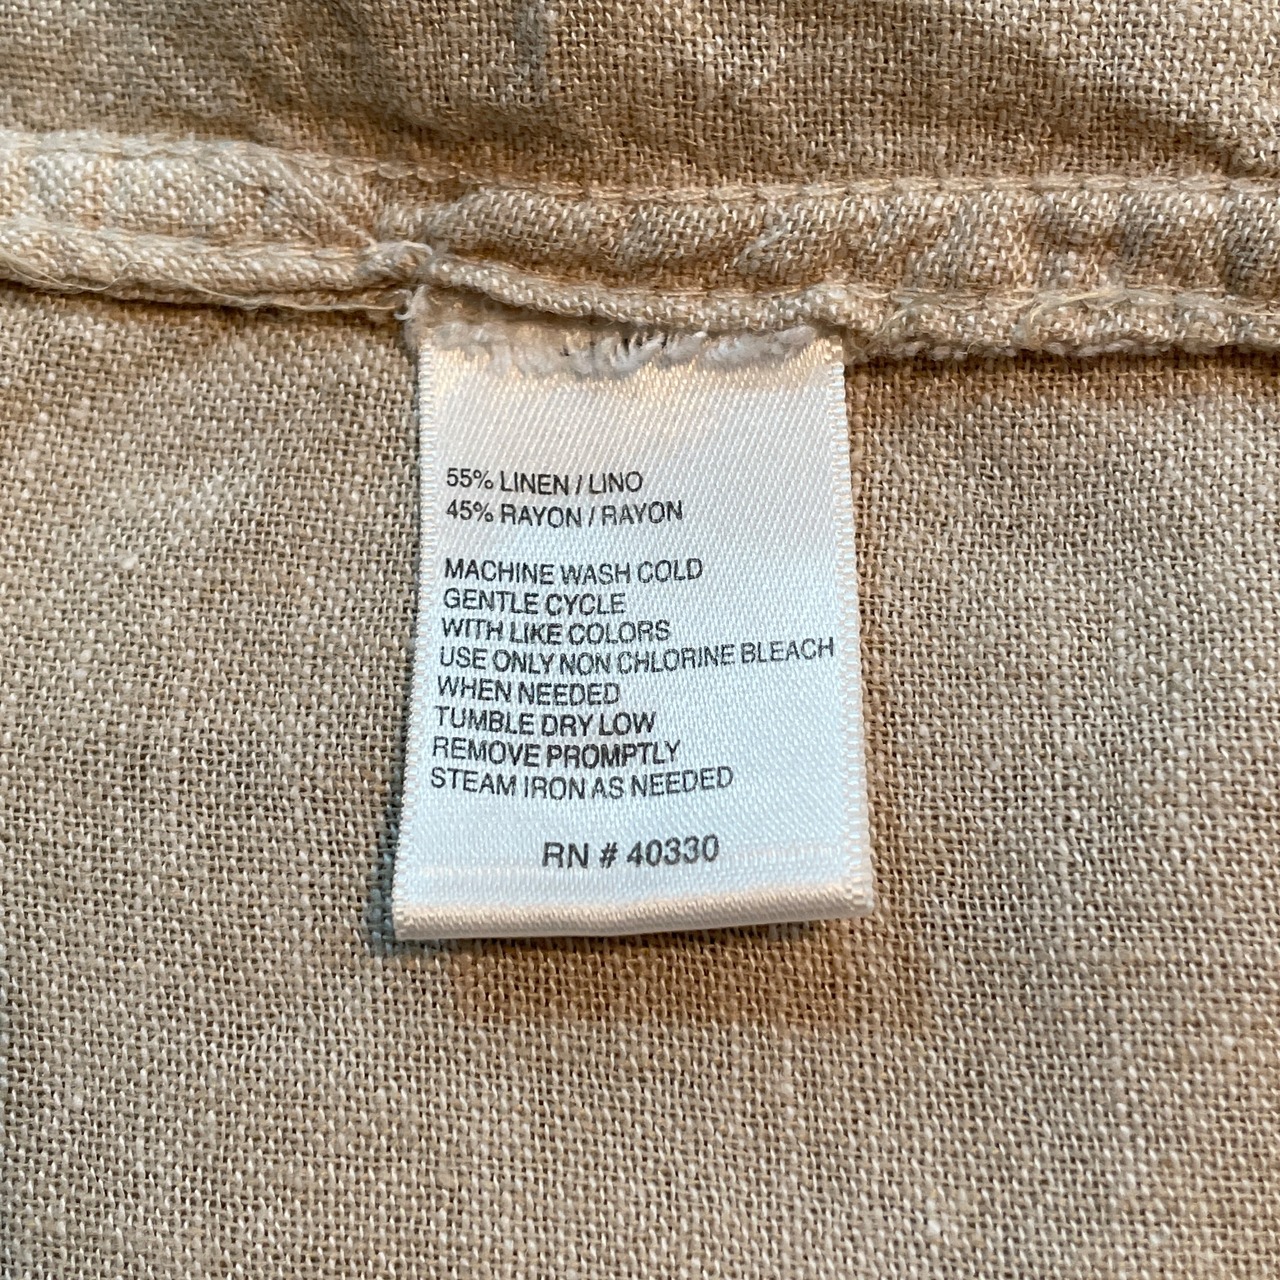 55% LINEN / LINO
45% RAYON / RAYON
MACHINE WASH COLD
GENTLE CYCLE
WITH LIKE COLORS
USE ONLY NON CHLORINE BLEACH
WHEN NEEDED
TUMBLE DRY LOW
REMOVE PROMPTLY
STEAM IRON AS NEEDED
RN # 40330